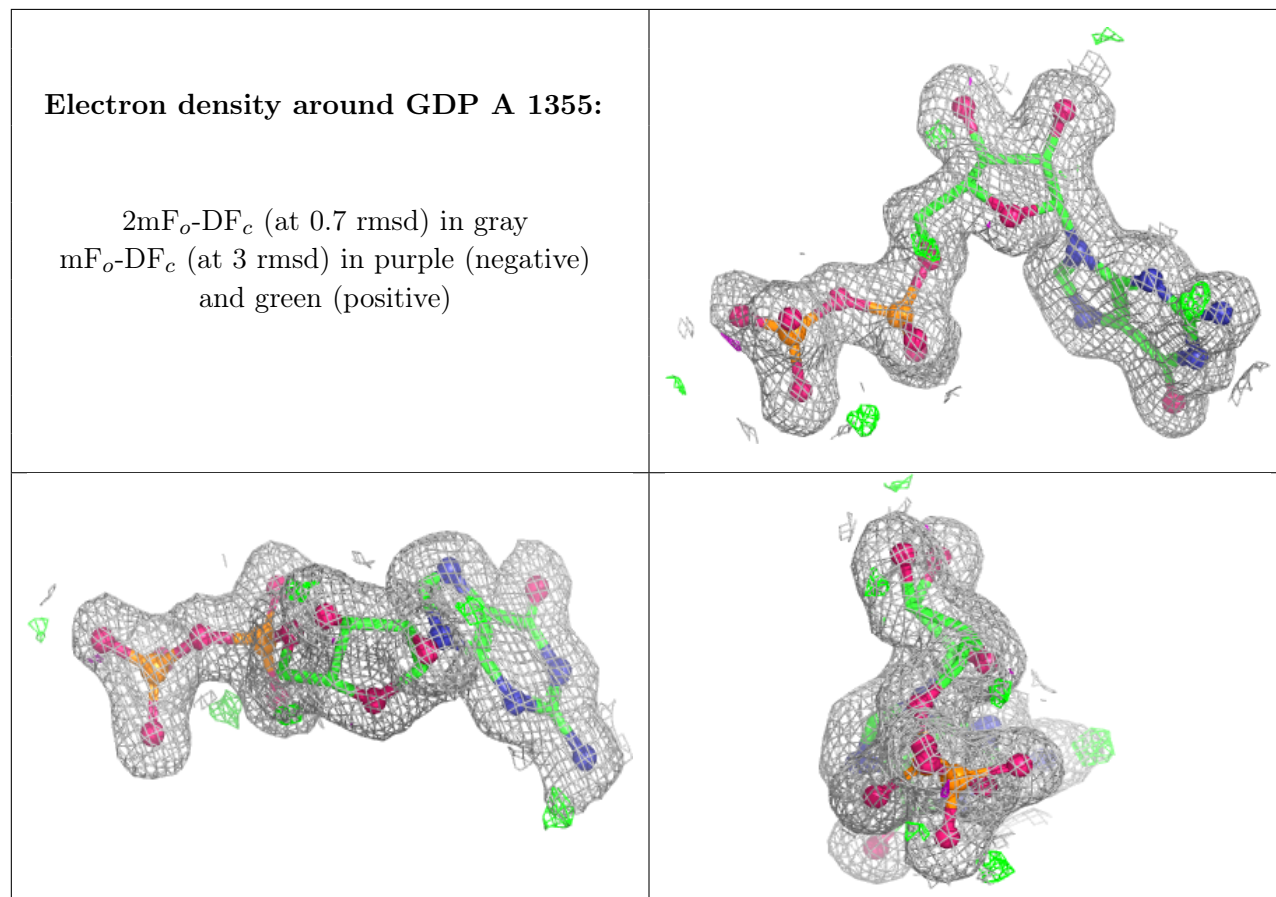 Electron density around GDP A 1355:
2mFₒ-DF𝒸 (at 0.7 rmsd) in gray
mFₒ-DF𝒸 (at 3 rmsd) in purple (negative)
and green (positive)